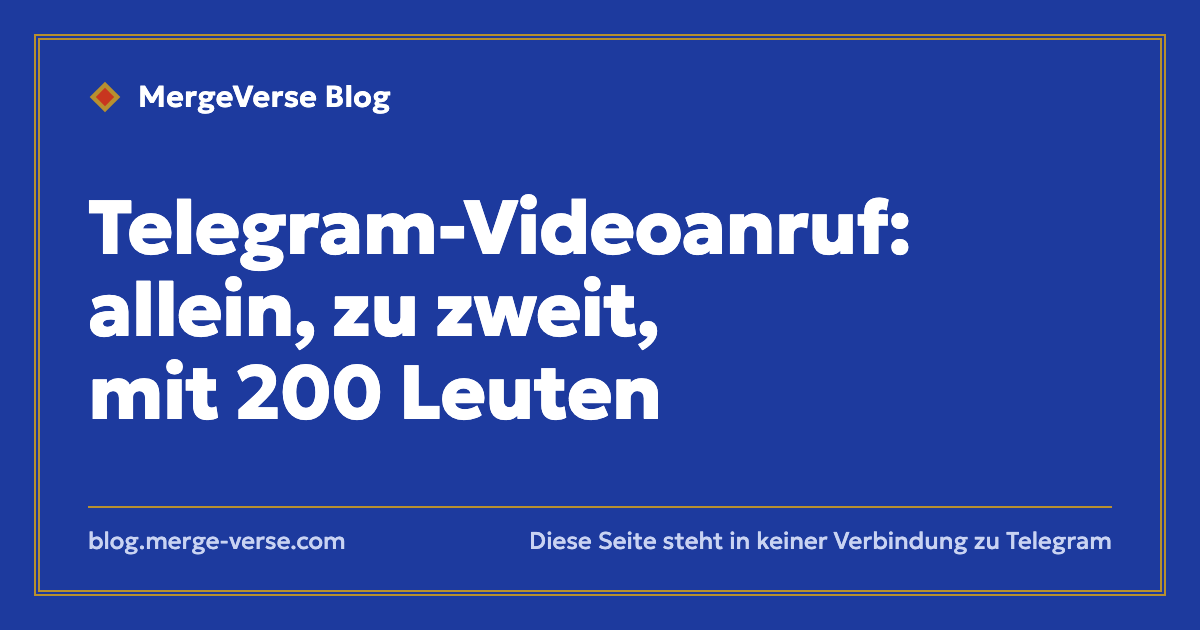 MergeVerse Blog
Telegram-Videoanruf:
allein, zu zweit,
mit 200 Leuten
blog.merge-verse.com
Diese Seite steht in keiner Verbindung zu Telegram